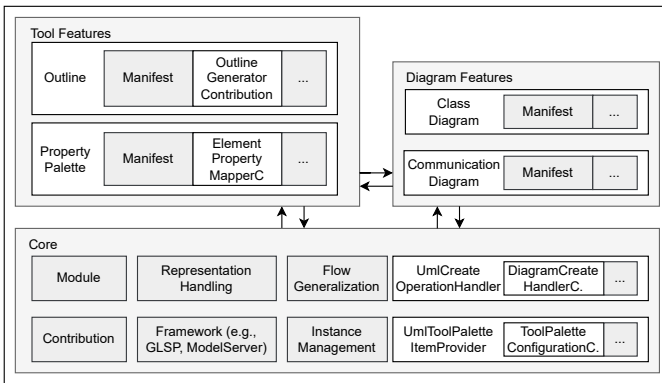 Tool Features
Outline
Manifest
Outline
Generator
Contribution
...
Property
Palette
Manifest
Element
Property
MapperC
...
Diagram Features
Class
Diagram
Manifest
...
Communication
Diagram
Manifest
...
Core
Module
Representation
Handling
Flow
Generalization
UmlCreate
OperationHandler
DiagramCreate
HandlerC.
...
Contribution
Framework (e.g.,
GLSP, ModelServer)
Instance
Management
UmlToolPalette
ItemProvider
ToolPalette
ConfigurationC.
...